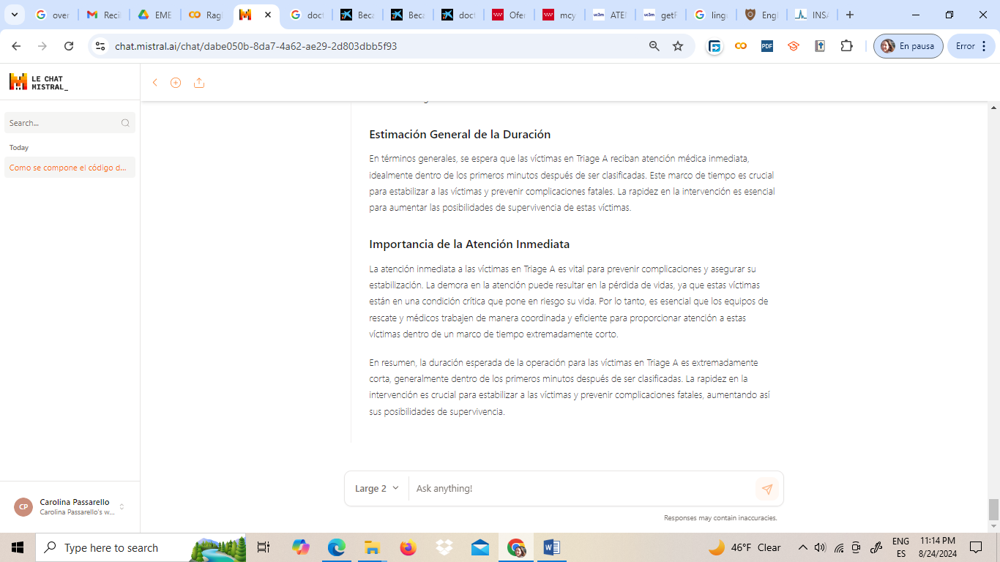 over
Reci
EME
Rag
doct
Beca
Beca
doct
Ofer
mcy
ATEI
getF
ling
Engl
INSA
chat.mistral.ai/chat/dabe050b-8da7-4a62-ae29-2d803dbb5f93
PDF
En pausa
Error
LE CHAT
MISTRAL_
Search...
Today
Como se compone el código d...
Estimación General de la Duración
En términos generales, se espera que las víctimas en Triage A reciban atención médica inmediata,
idealmente dentro de los primeros minutos después de ser clasificadas. Este marco de tiempo es crucial
para estabilizar a las víctimas y prevenir complicaciones fatales. La rapidez en la intervención es esencial
para aumentar las posibilidades de supervivencia de estas víctimas.
Importancia de la Atención Inmediata
La atención inmediata a las víctimas en Triage A es vital para prevenir complicaciones y asegurar su
estabilización. La demora en la atención puede resultar en la pérdida de vidas, ya que estas víctimas
están en una condición crítica que pone en riesgo su vida. Por lo tanto, es esencial que los equipos de
rescate y médicos trabajen de manera coordinada y eficiente para proporcionar atención a estas
víctimas dentro de un marco de tiempo extremadamente corto.
En resumen, la duración esperada de la operación para las víctimas en Triage A es extremadamente
corta, generalmente dentro de los primeros minutos después de ser clasificadas. La rapidez en la
intervención es crucial para estabilizar a las víctimas y prevenir complicaciones fatales, aumentando así
sus posibilidades de supervivencia.
Large 2
Ask anything!
Responses may contain inaccuracies.
CP
Carolina Passarello
Carolina Passarello's w...
Type here to search
46°F Clear
ENG
ES
11:14 PM
8/24/2024